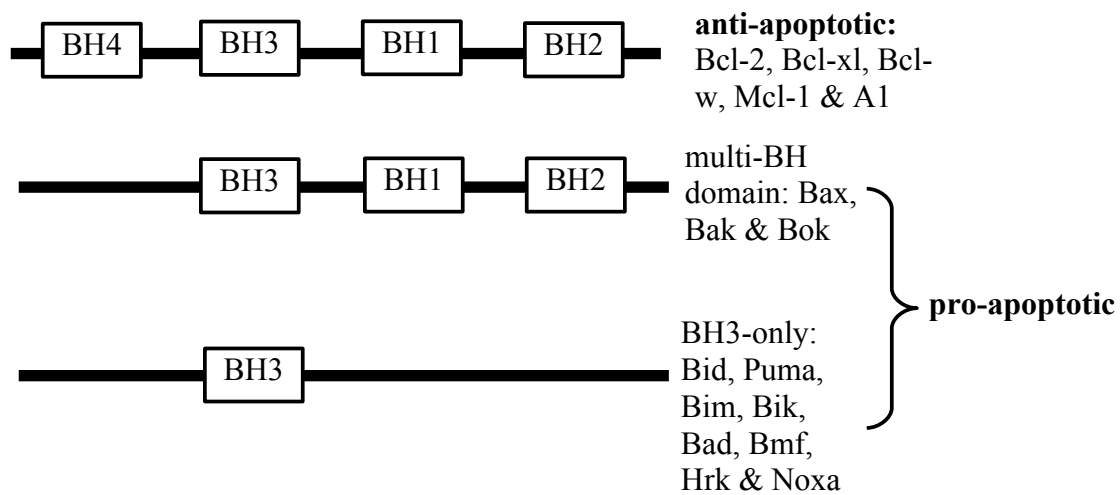 BH4 BH3 BH1 BH2
anti-apoptotic:
Bcl-2, Bcl-xl, Bcl-
w, Mcl-1 & A1
BH3 BH1 BH2
multi-BH
domain: Bax,
Bak & Bok
pro-apoptotic
BH3
BH3-only:
Bid, Puma,
Bim, Bik,
Bad, Bmf,
Hrk & Noxa